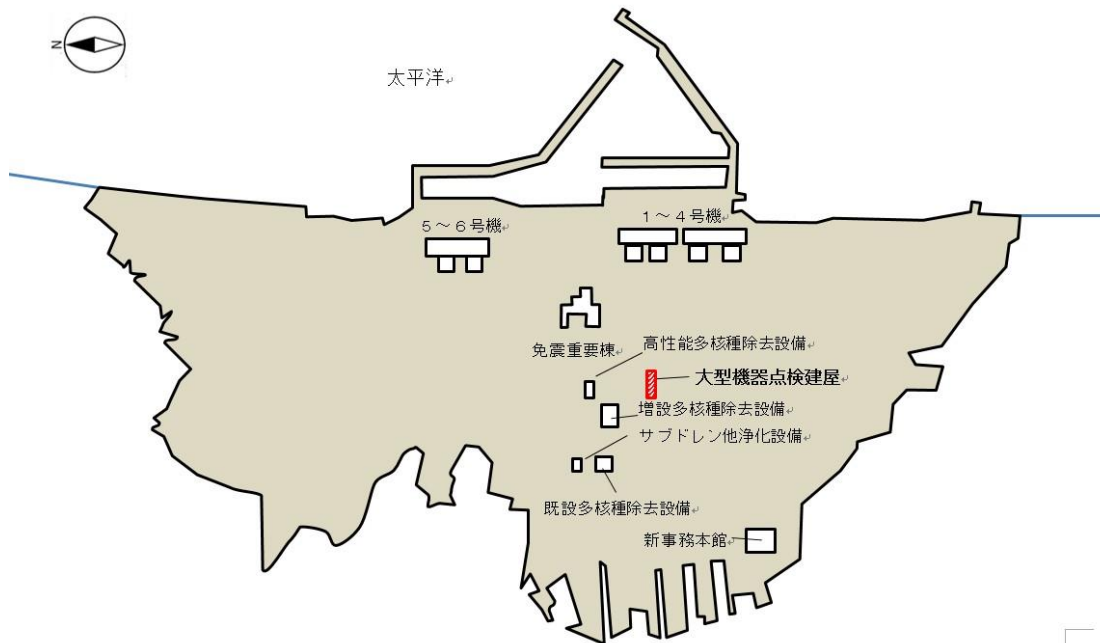 N
太平洋
5～6号機
1～4号機
免震重要棟
高性能多核種除去設備
大型機器点検建屋
増設多核種除去設備
サブドレン他浄化設備
既設多核種除去設備
新事務本館